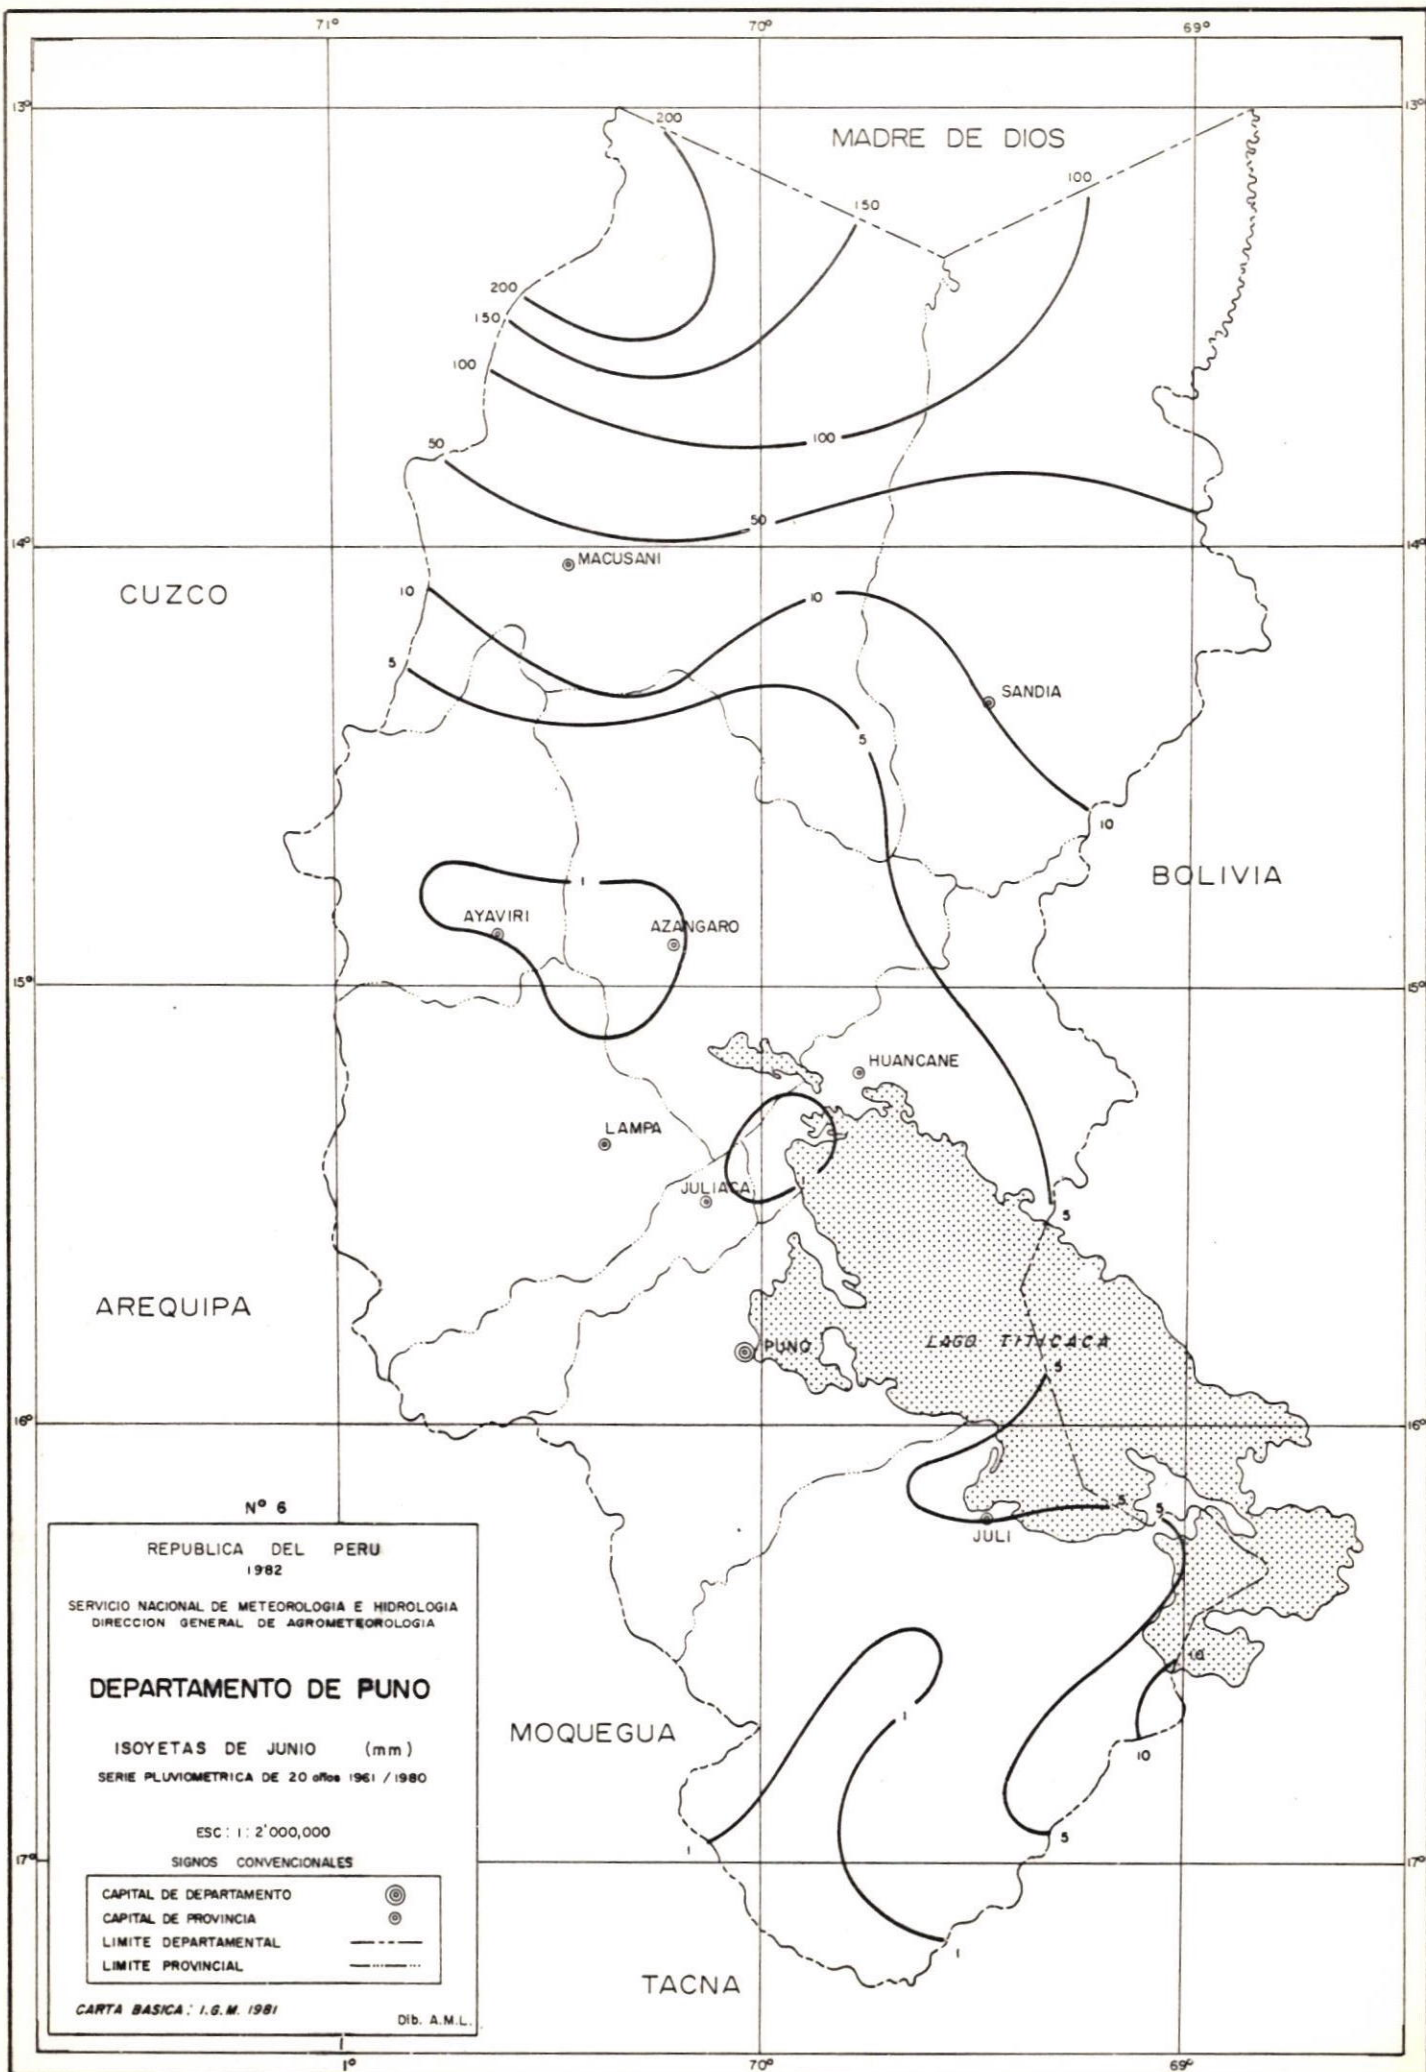 71° 70° 69°
13° 13°
200
MADRE DE DIOS
100
150
200
150
100
50
100
50
14° 14°
MACUSANI
CUZCO
10
10
5
SANDIA
5
10
BOLIVIA
1
AYAVIRI
AZANGARO
15° 15°
HUANCANE
LAMPA
JULIACA
1
5
AREQUIPA
LAGO TITICACA
PUNO
5
16° 16°
5
5
JULI
10
1
MOQUEGUA
10
1
5
17° 17°
1
TACNA
N° 6
REPUBLICA DEL PERU
1982
SERVICIO NACIONAL DE METEOROLOGIA E HIDROLOGIA
DIRECCION GENERAL DE AGROMETEOROLOGIA
DEPARTAMENTO DE PUNO
ISOYETAS DE JUNIO (mm)
SERIE PLUVIOMETRICA DE 20 años 1961 / 1980
ESC: 1: 2'000,000
SIGNOS CONVENCIONALES
CAPITAL DE DEPARTAMENTO
CAPITAL DE PROVINCIA
LIMITE DEPARTAMENTAL
LIMITE PROVINCIAL
CARTA BASICA: I.G.M. 1981
Dib. A.M.L.
1° 70° 69°